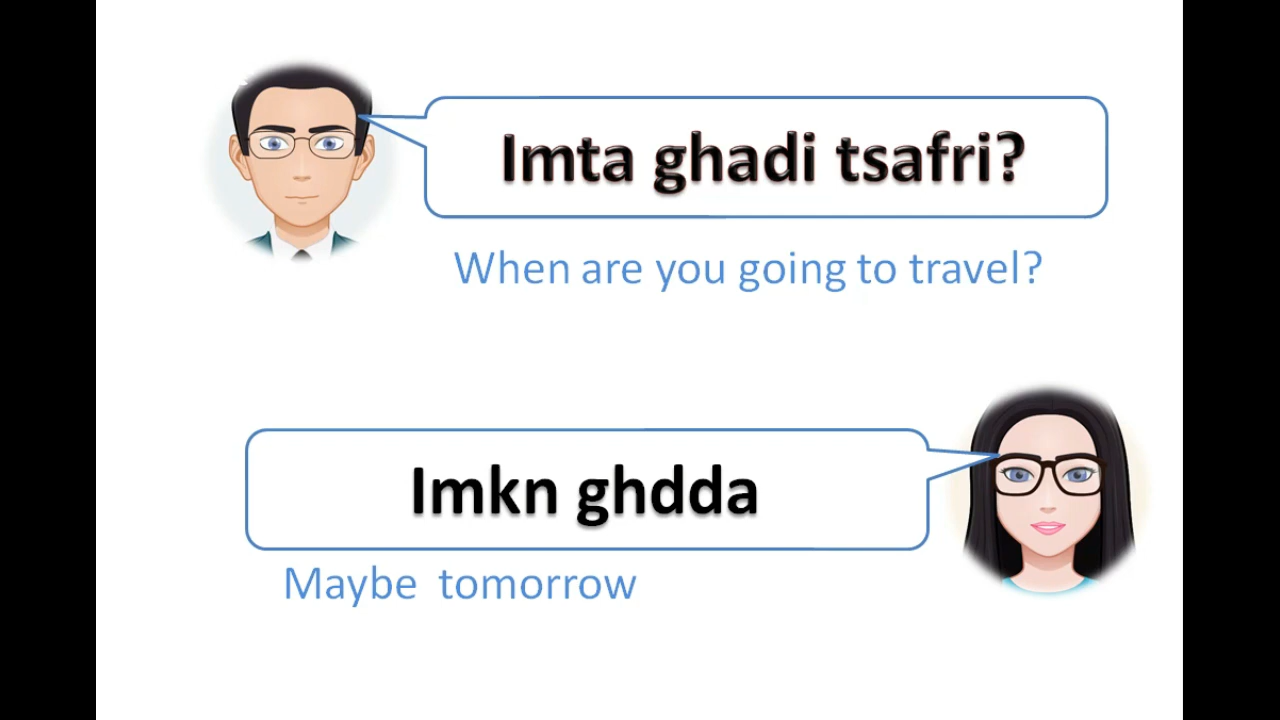 Imta ghadi tsafri?
When are you going to travel?
Imkn ghdda
Maybe tomorrow